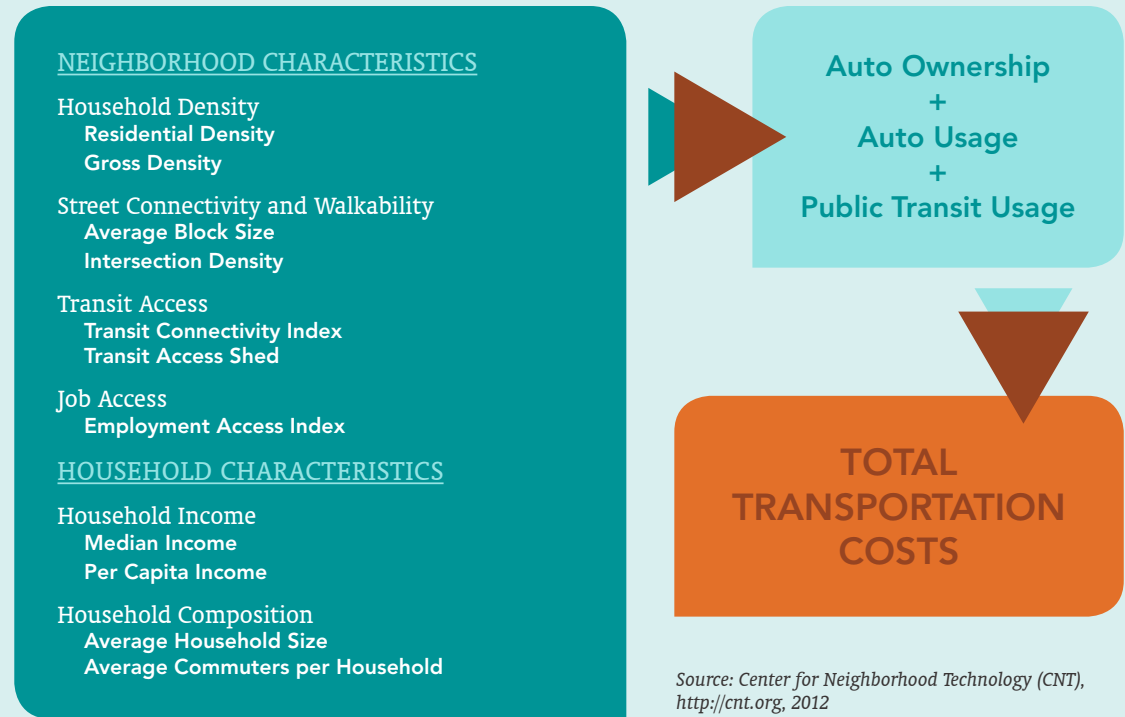 NEIGHBORHOOD CHARACTERISTICS
Household Density
Residential Density
Gross Density
Street Connectivity and Walkability
Average Block Size
Intersection Density
Transit Access
Transit Connectivity Index
Transit Access Shed
Job Access
Employment Access Index
HOUSEHOLD CHARACTERISTICS
Household Income
Median Income
Per Capita Income
Household Composition
Average Household Size
Average Commuters per Household
Auto Ownership
+
Auto Usage
+
Public Transit Usage
TOTAL
TRANSPORTATION
COSTS
Source: Center for Neighborhood Technology (CNT),
http://cnt.org, 2012